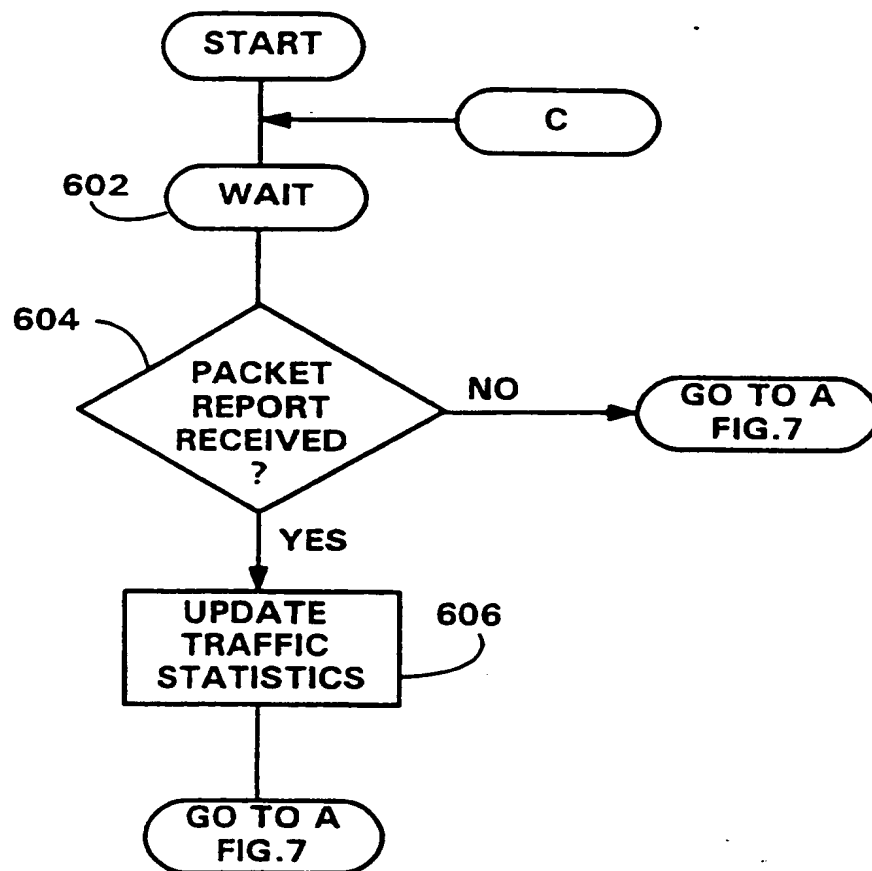 START
C
602
WAIT
604
PACKET
REPORT
RECEIVED
?
NO
GO TO A
FIG.7
YES
UPDATE
TRAFFIC
STATISTICS
606
GO TO A
FIG.7